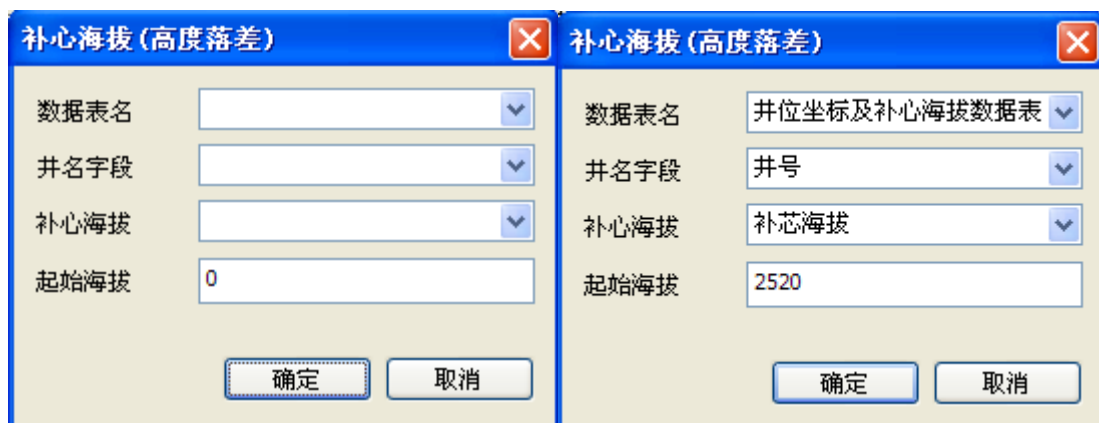 补心海拔(高度落差)
数据表名
井名字段
补心海拔
起始海拔 0
确定 取消
补心海拔(高度落差)
数据表名 井位坐标及补心海拔数据表
井名字段 井号
补心海拔 补芯海拔
起始海拔 2520
确定 取消